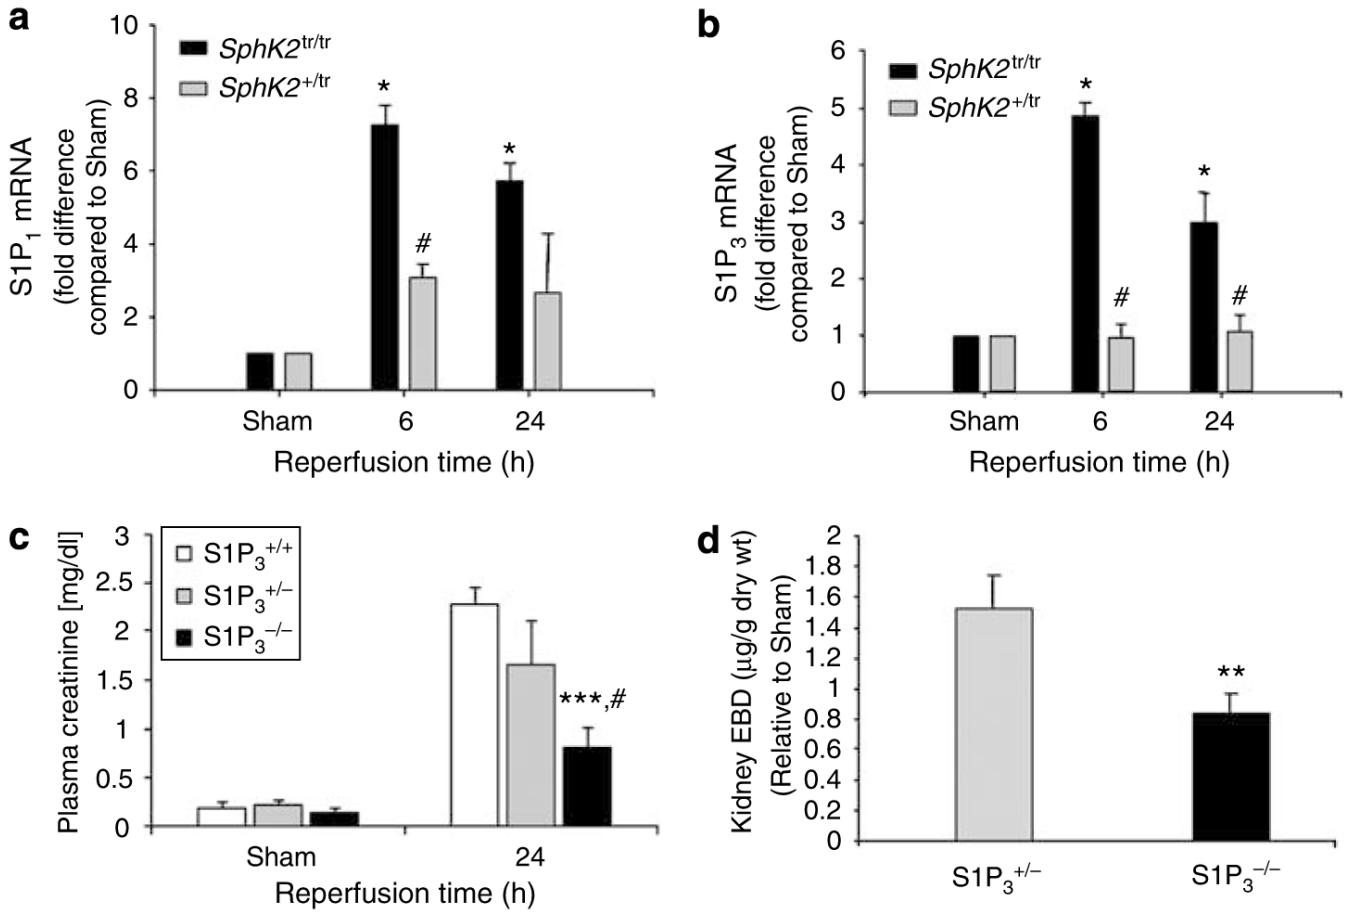 a
S1P1 mRNA
(fold difference
compared to Sham)
10
8
6
4
2
0
SphK2tr/tr
SphK2+/tr
*
#
*
Sham 6 24
Reperfusion time (h)
b
S1P3 mRNA
(fold difference
compared to Sham)
6
5
4
3
2
1
0
SphK2tr/tr
SphK2+/tr
*
#
*
#
Sham 6 24
Reperfusion time (h)
c
Plasma creatinine [mg/dl]
3
2.5
2
1.5
1
0.5
0
S1P3+/+
S1P3+/–
S1P3–/–
***,#
Sham 24
Reperfusion time (h)
d
Kidney EBD (μg/g dry wt)
(Relative to Sham)
2
1.8
1.6
1.4
1.2
1
0.8
0.6
0.4
0.2
0
**
S1P3+/– S1P3–/–